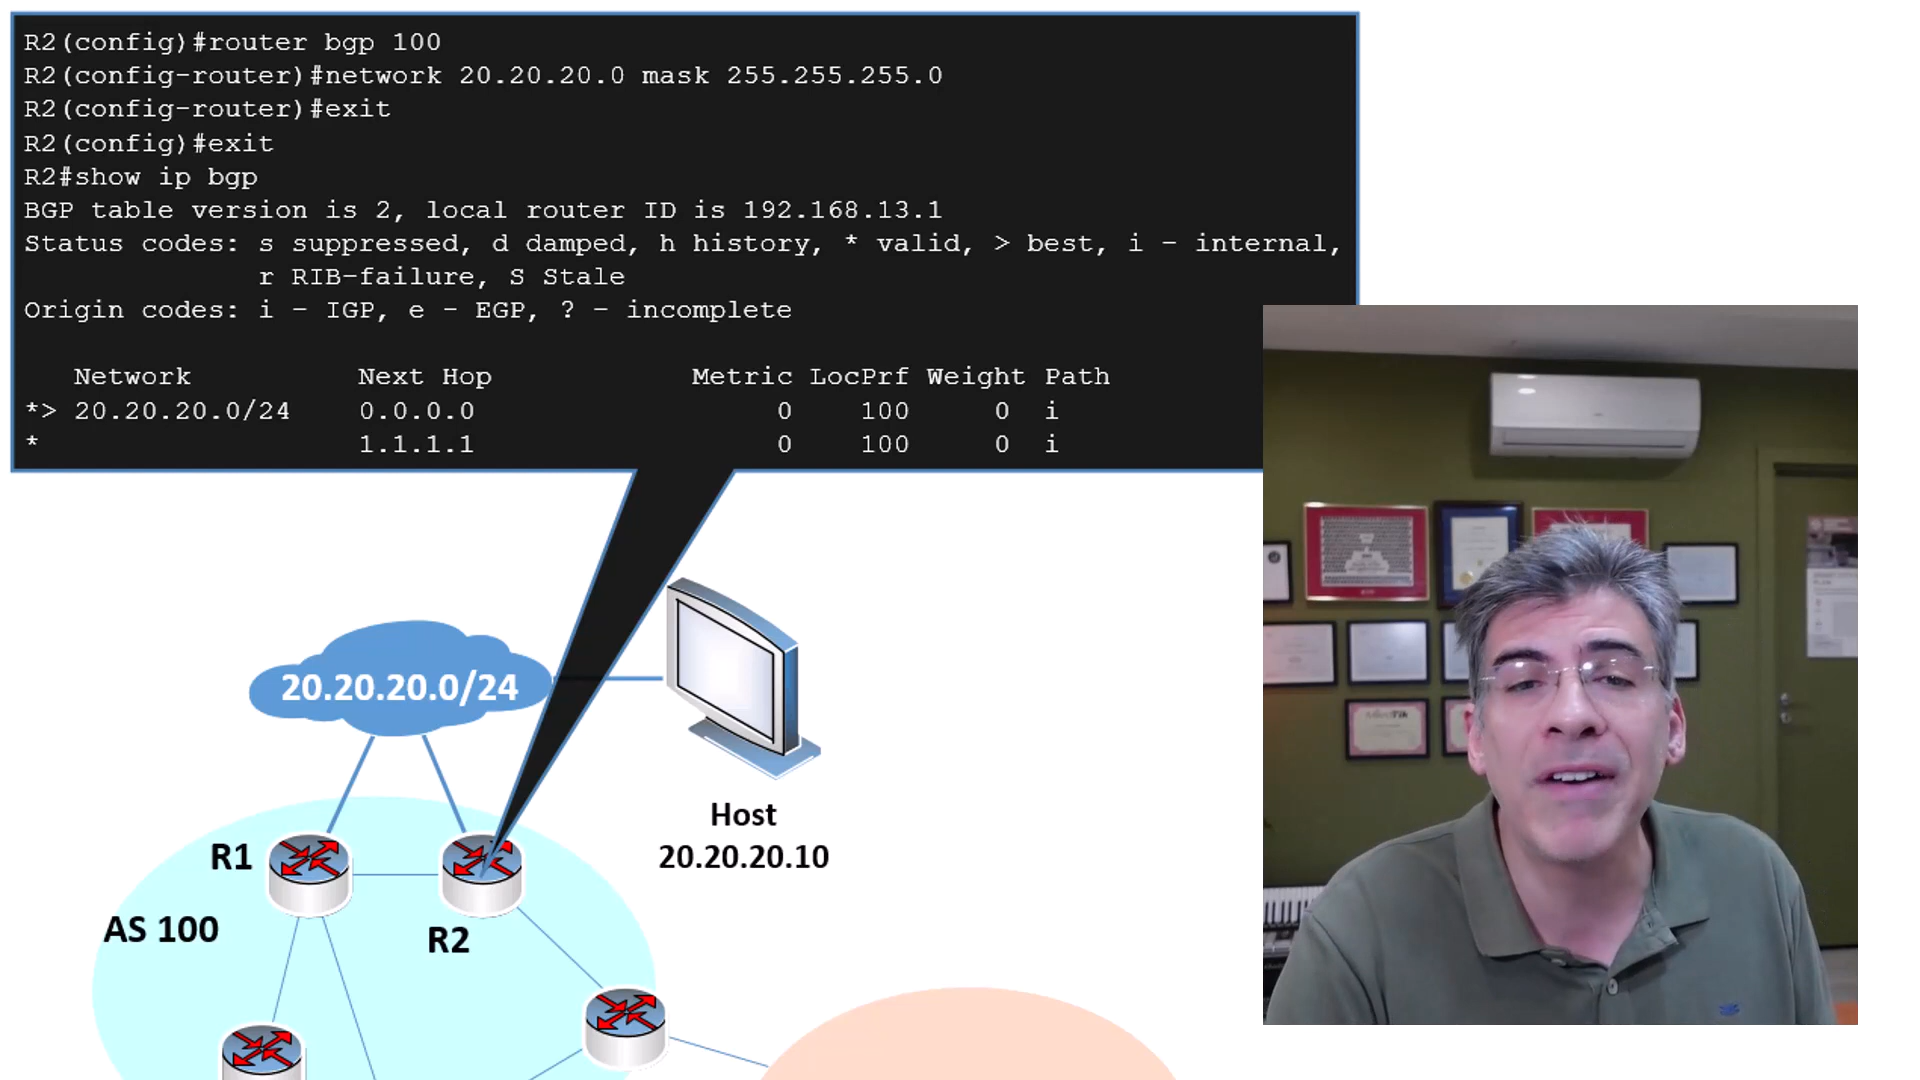 R2(config)#router bgp 100
R2(config-router)#network 20.20.20.0 mask 255.255.255.0
R2(config-router)#exit
R2(config)#exit
R2#show ip bgp
BGP table version is 2, local router ID is 192.168.13.1
Status codes: s suppressed, d damped, h history, * valid, > best, i - internal,
r RIB-failure, S Stale
Origin codes: i - IGP, e - EGP, ? - incomplete
Network Next Hop Metric LocPrf Weight Path
*> 20.20.20.0/24 0.0.0.0 0 100 0 i
* 1.1.1.1 0 100 0 i
20.20.20.0/24
Host
20.20.20.10
R1
AS 100
R2